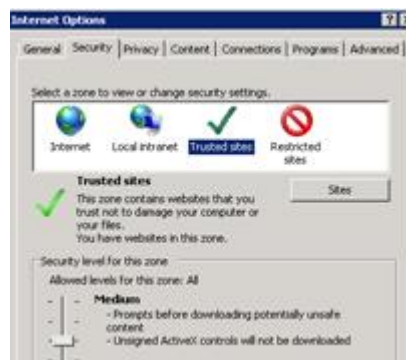 Internet Options
General Security Privacy Content Connections Programs Advanced
Select a zone to view or change security settings.
Internet Local intranet Trusted sites Restricted sites
Trusted sites
Sites
This zone contains websites that you
trust not to damage your computer or
your files.
You have websites in this zone.
Security level for this zone
Allowed levels for this zone: All
Medium
- Prompts before downloading potentially unsafe
content
- Unsigned ActiveX controls will not be downloaded